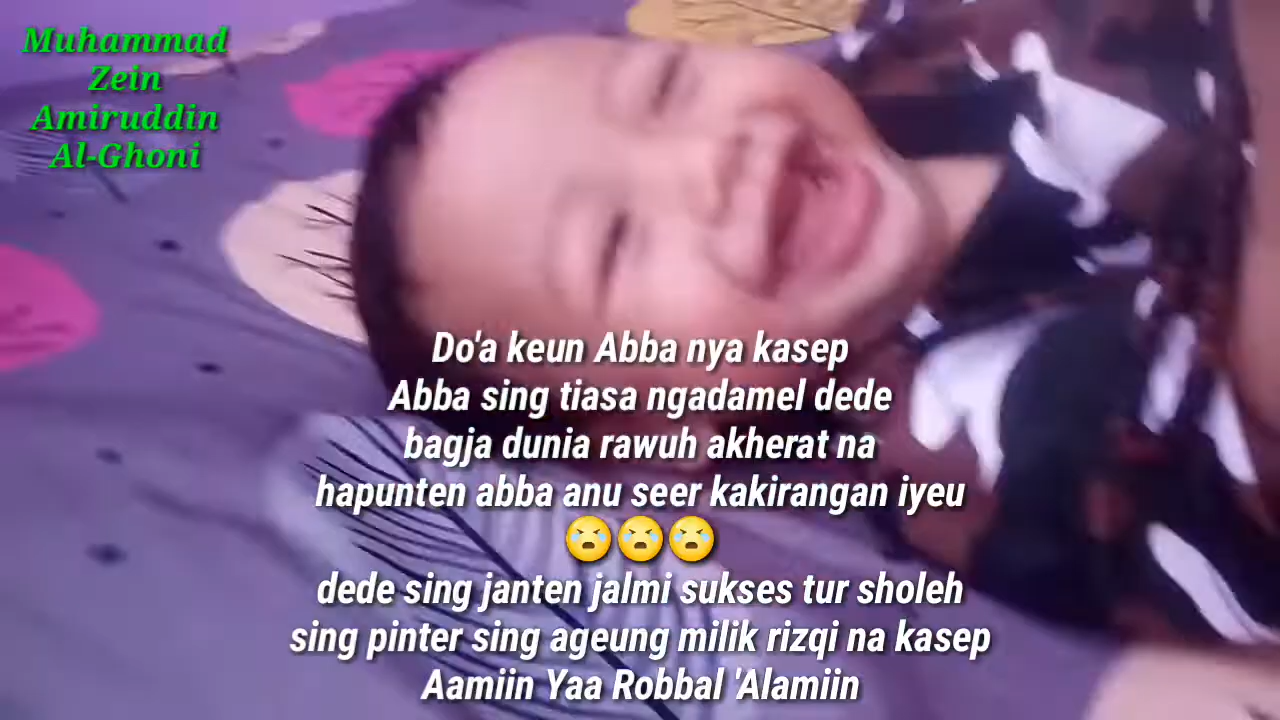 Muhammad
Zein
Amiruddin
Al-Ghoni
Do'a keun Abba nya kasep
Abba sing tiasa ngadamel dede
bagja dunia rawuh akherat na
hapunten abba anu seer kakirangan iyeu
😭😭😭
dede sing janten jalmi sukses tur sholeh
sing pinter sing ageung milik rizqi na kasep
Aamiin Yaa Robbal 'Alamiin